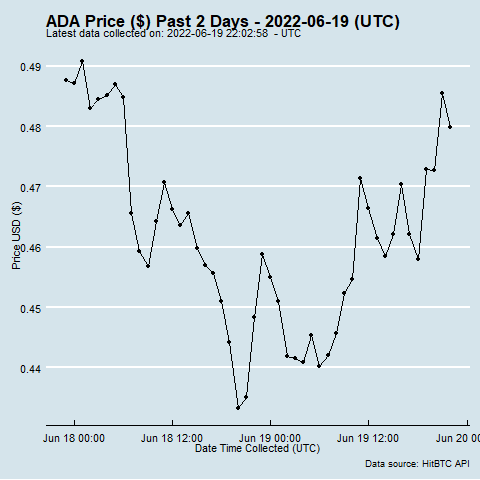 ADA Price ($) Past 2 Days - 2022-06-19 (UTC)
Latest data collected on: 2022-06-19 22:02:58  - UTC
0.49
0.48
0.47
0.46
0.45
0.44
Price USD ($)
Jun 18 00:00 Jun 18 12:00 Jun 19 00:00 Jun 19 12:00 Jun 20 00
Date Time Collected (UTC)
Data source: HitBTC API